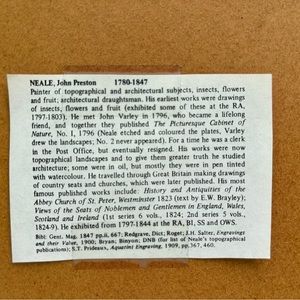 NEALE, John Preston 1780-1847
Painter of topographical and architectural subjects, insects, flowers
and fruit; architectural draughtsman. His earliest works were drawings
of insects, flowers and fruit (exhibited some of these at the RA,
1797-1803). He met John Varley in 1796, who became a lifelong
friend, and together they published The Picturesque Cabinet of
Nature, No. 1, 1796 (Neale etched and coloured the plates, Varley
drew the landscapes; No. 2 never appeared). For a time he was a clerk
in the Post Office, but eventually resigned. His works were now
topographical landscapes and to give them greater truth he studied
architecture; some were in oil, but mostly they were in pen tinted
with watercolour. He travelled through Great Britain making drawings
of country seats and churches, which were later published. His most
famous published works include: History and Antiquities of the
Abbey Church of St. Peter, Westminster 1823 (text by E.W. Brayley);
Views of the Seats of Noblemen and Gentlemen in England, Wales,
Scotland and Ireland (1st series 6 vols., 1824; 2nd series 5 vols.,
1824-9). He exhibited from 1797-1844 at the RA, BI, SS and OWS.
Bibl: Gent. Mag. 1847 pp.ii, 667; Redgrave, Dict; Roget; J.H. Slater, Engravings
and their Value, 1900; Bryan; Binyon; DNB (for list of Neale's topographical
publications); S.T. Prideaux, Aquatint Engraving, 1909, pp.367, 460.